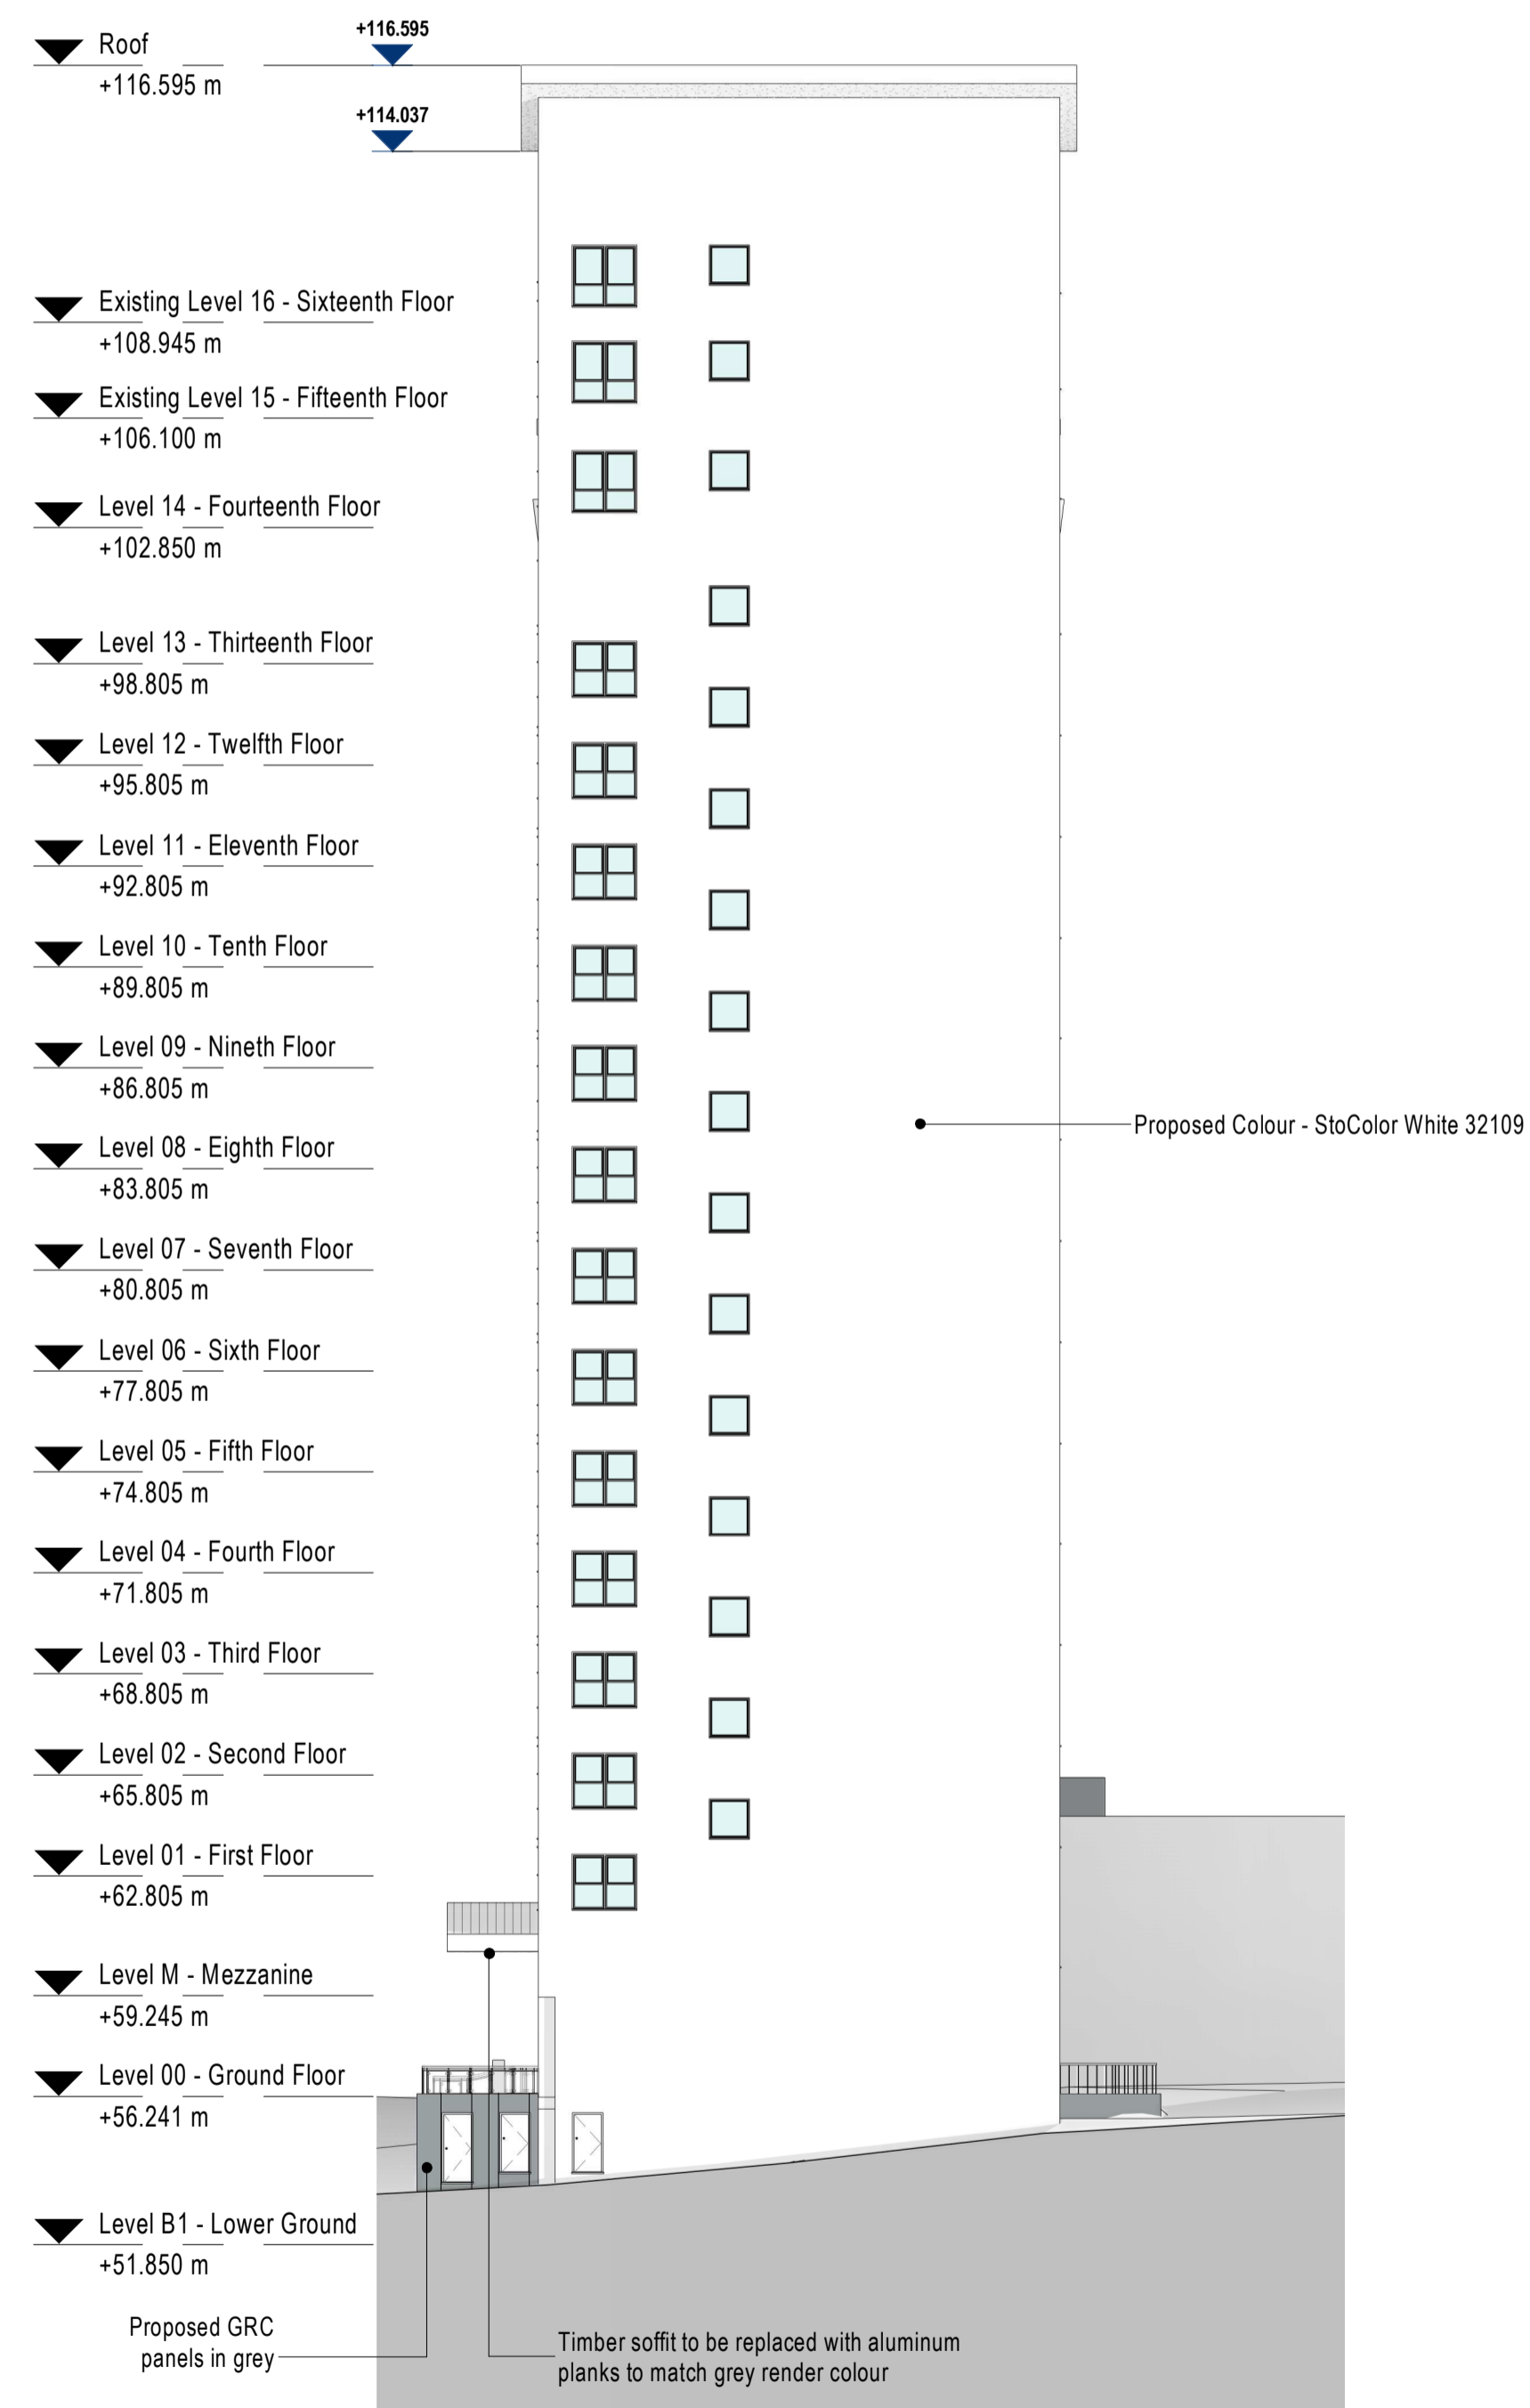 Roof
+116.595 m
+116.595
+114.037
Existing Level 16 - Sixteenth Floor
+108.945 m
Existing Level 15 - Fifteenth Floor
+106.100 m
Level 14 - Fourteenth Floor
+102.850 m
Level 13 - Thirteenth Floor
+98.805 m
Level 12 - Twelfth Floor
+95.805 m
Level 11 - Eleventh Floor
+92.805 m
Level 10 - Tenth Floor
+89.805 m
Level 09 - Nineth Floor
+86.805 m
Proposed Colour - StoColor White 32109
Level 08 - Eighth Floor
+83.805 m
Level 07 - Seventh Floor
+80.805 m
Level 06 - Sixth Floor
+77.805 m
Level 05 - Fifth Floor
+74.805 m
Level 04 - Fourth Floor
+71.805 m
Level 03 - Third Floor
+68.805 m
Level 02 - Second Floor
+65.805 m
Level 01 - First Floor
+62.805 m
Level M - Mezzanine
+59.245 m
Level 00 - Ground Floor
+56.241 m
Level B1 - Lower Ground
+51.850 m
Proposed GRC
panels in grey
Timber soffit to be replaced with aluminum
planks to match grey render colour